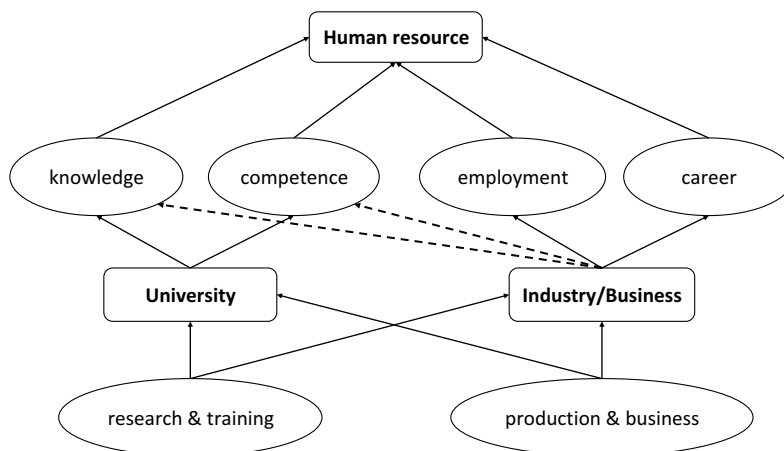 Human resource
knowledge
competence
employment
career
University
Industry/Business
research & training
production & business